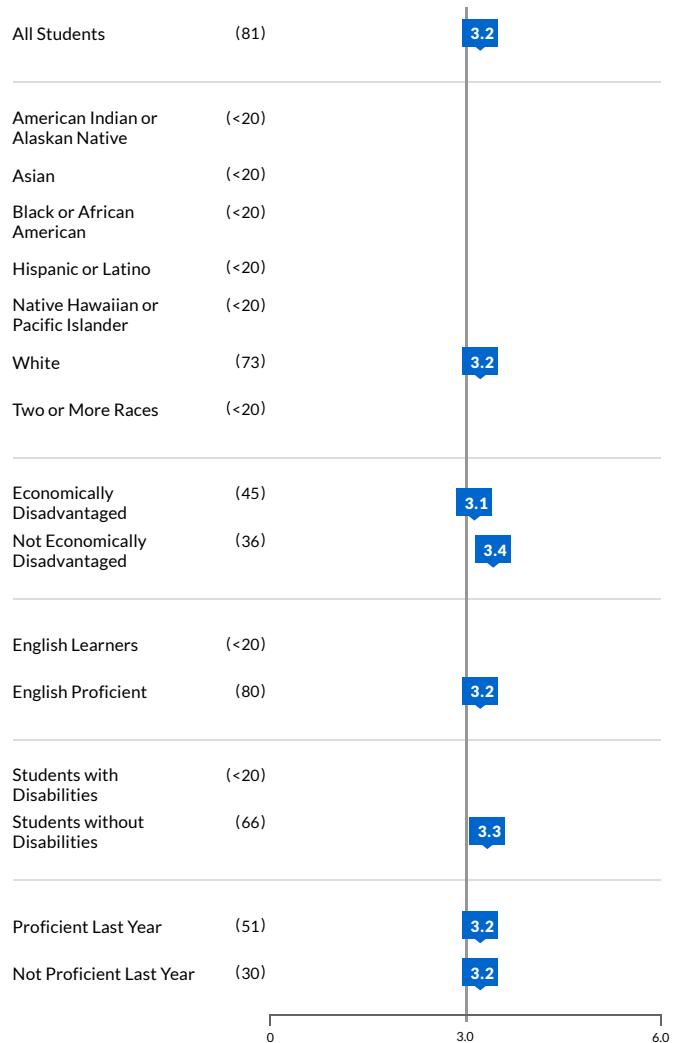 All Students (81) 3.2
American Indian or (<20)
Alaskan Native
Asian (<20)
Black or African (<20)
American
Hispanic or Latino (<20)
Native Hawaiian or (<20)
Pacific Islander
White (73) 3.2
Two or More Races (<20)
Economically (45) 3.1
Disadvantaged
Not Economically (36) 3.4
Disadvantaged
English Learners (<20)
English Proficient (80) 3.2
Students with (<20)
Disabilities
Students without (66) 3.3
Disabilities
Proficient Last Year (51) 3.2
Not Proficient Last Year (30) 3.2
0 3.0 6.0